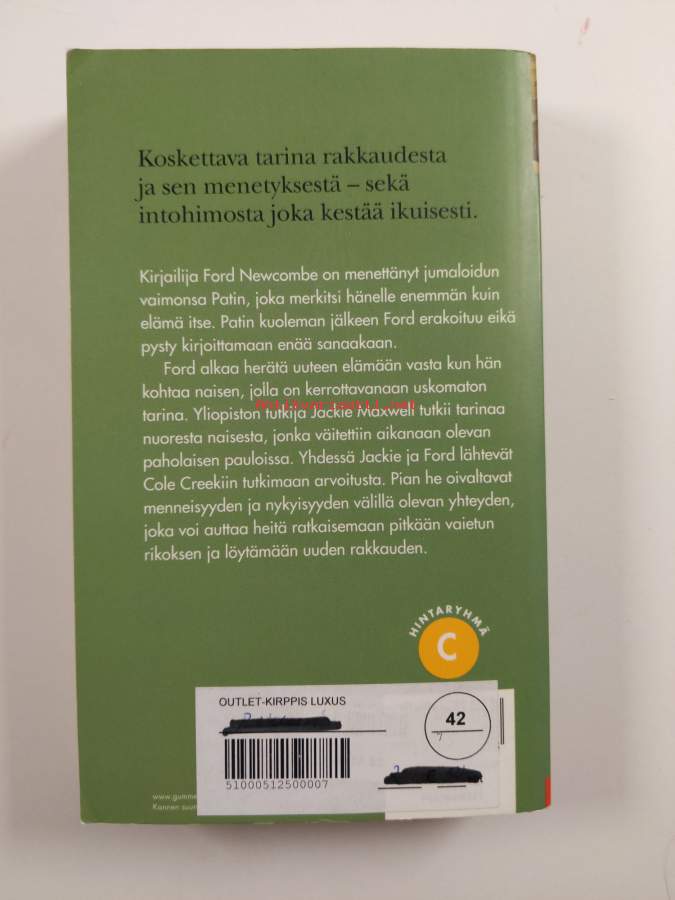 Koskettava tarina rakkaudesta
ja sen menetyksestä – sekä
intohimosta joka kestää ikuisesti.
Kirjailija Ford Newcombe on menettänyt jumaloidun
vaimonsa Patin, joka merkitsi hänelle enemmän kuin
elämä itse. Patin kuoleman jälkeen Ford erakoituu eikä
pysty kirjoittamaan enää sanaakaan.
Ford alkaa herätä uuteen elämään vasta kun hän
kohtaa naisen, jolla on kerrottavanaan uskomaton
tarina. Yliopiston tutkija Jackie Maxwell tutkii tarinaa
nuoresta naisesta, jonka väitettiin aikanaan olevan
paholaisen pauloissa. Yhdessä Jackie ja Ford lähtevät
Cole Creekiin tutkimaan arvoitusta. Pian he oivaltavat
menneisyyden ja nykyisyyden välillä olevan yhteyden,
joka voi auttaa heitä ratkaisemaan pitkään vaietun
rikoksen ja löytämään uuden rakkauden.
HINTARYHMÄ
C
OUTLET-KIRPPIS LUXUS
42
51000512500007
www.gumme
Kannen suun